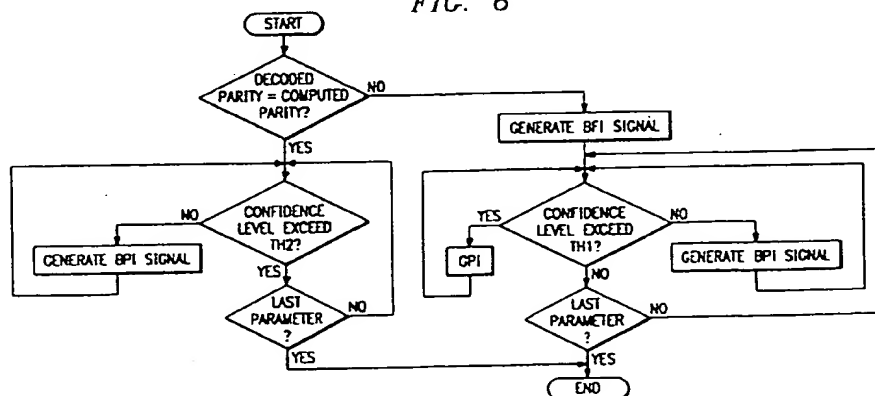 FIG. 6
START
DECODED
PARITY = COMPUTED
PARITY?
NO
YES
GENERATE BFI SIGNAL
CONFIDENCE
LEVEL EXCEED
TH2?
NO
YES
GENERATE BPI SIGNAL
LAST
PARAMETER
?
NO
YES
CONFIDENCE
LEVEL EXCEED
TH1?
YES
NO
NO
GPI
GENERATE BPI SIGNAL
LAST
PARAMETER
?
NO
YES
END